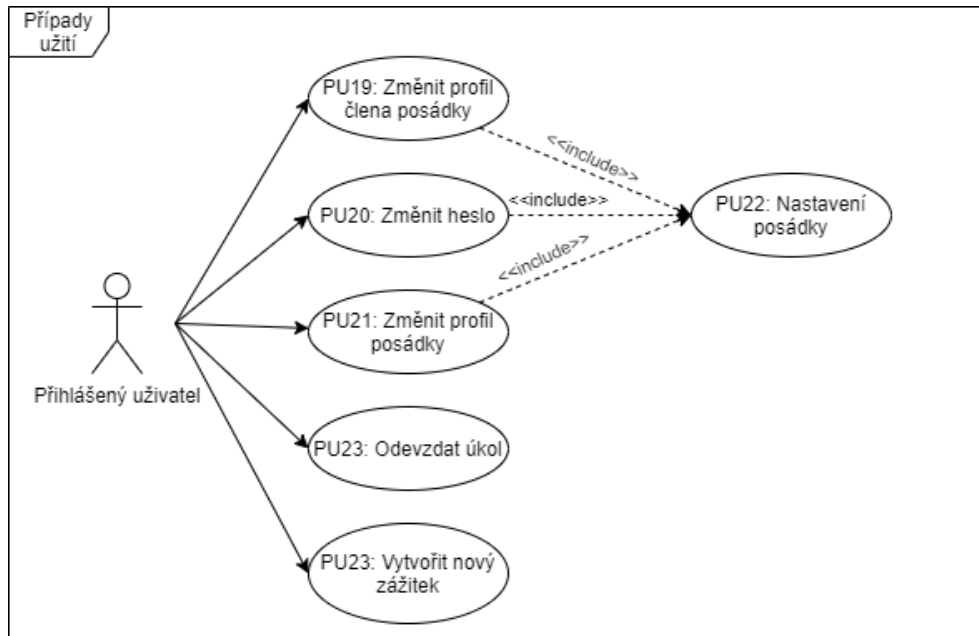 Případy
užití
PU19: Změnit profil
člena posádky
<<include>>
PU20: Změnit heslo
<<include>>
PU22: Nastavení
posádky
<<include>>
PU21: Změnit profil
posádky
Přihlášený uživatel
PU23: Odevzdat úkol
PU23: Vytvořit nový
zážitek